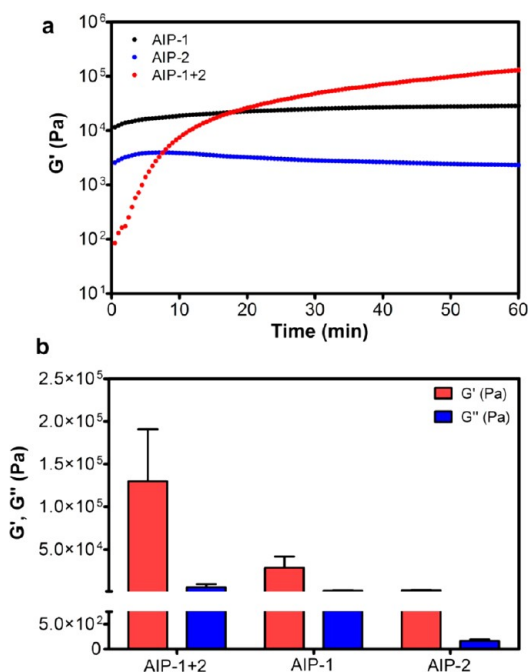 a
10⁶
10⁵
10⁴
10³
10²
10¹
G' (Pa)
AIP-1
AIP-2
AIP-1+2
0 10 20 30 40 50 60
Time (min)
b
2.5×10⁵
2.0×10⁵
1.5×10⁵
1.0×10⁵
5.0×10⁴
5.0×10²
0
G', G" (Pa)
G' (Pa)
G" (Pa)
AIP-1+2 AIP-1 AIP-2